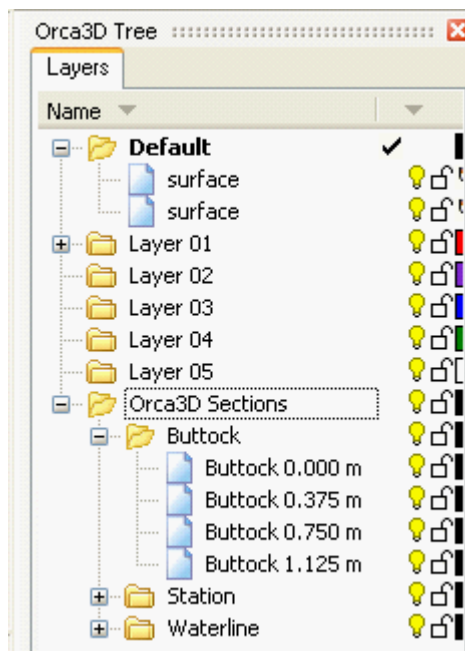 Orca3D Tree
Layers
Name
Default
surface
surface
Layer 01
Layer 02
Layer 03
Layer 04
Layer 05
Orca3D Sections
Buttock
Buttock 0.000 m
Buttock 0.375 m
Buttock 0.750 m
Buttock 1.125 m
Station
Waterline